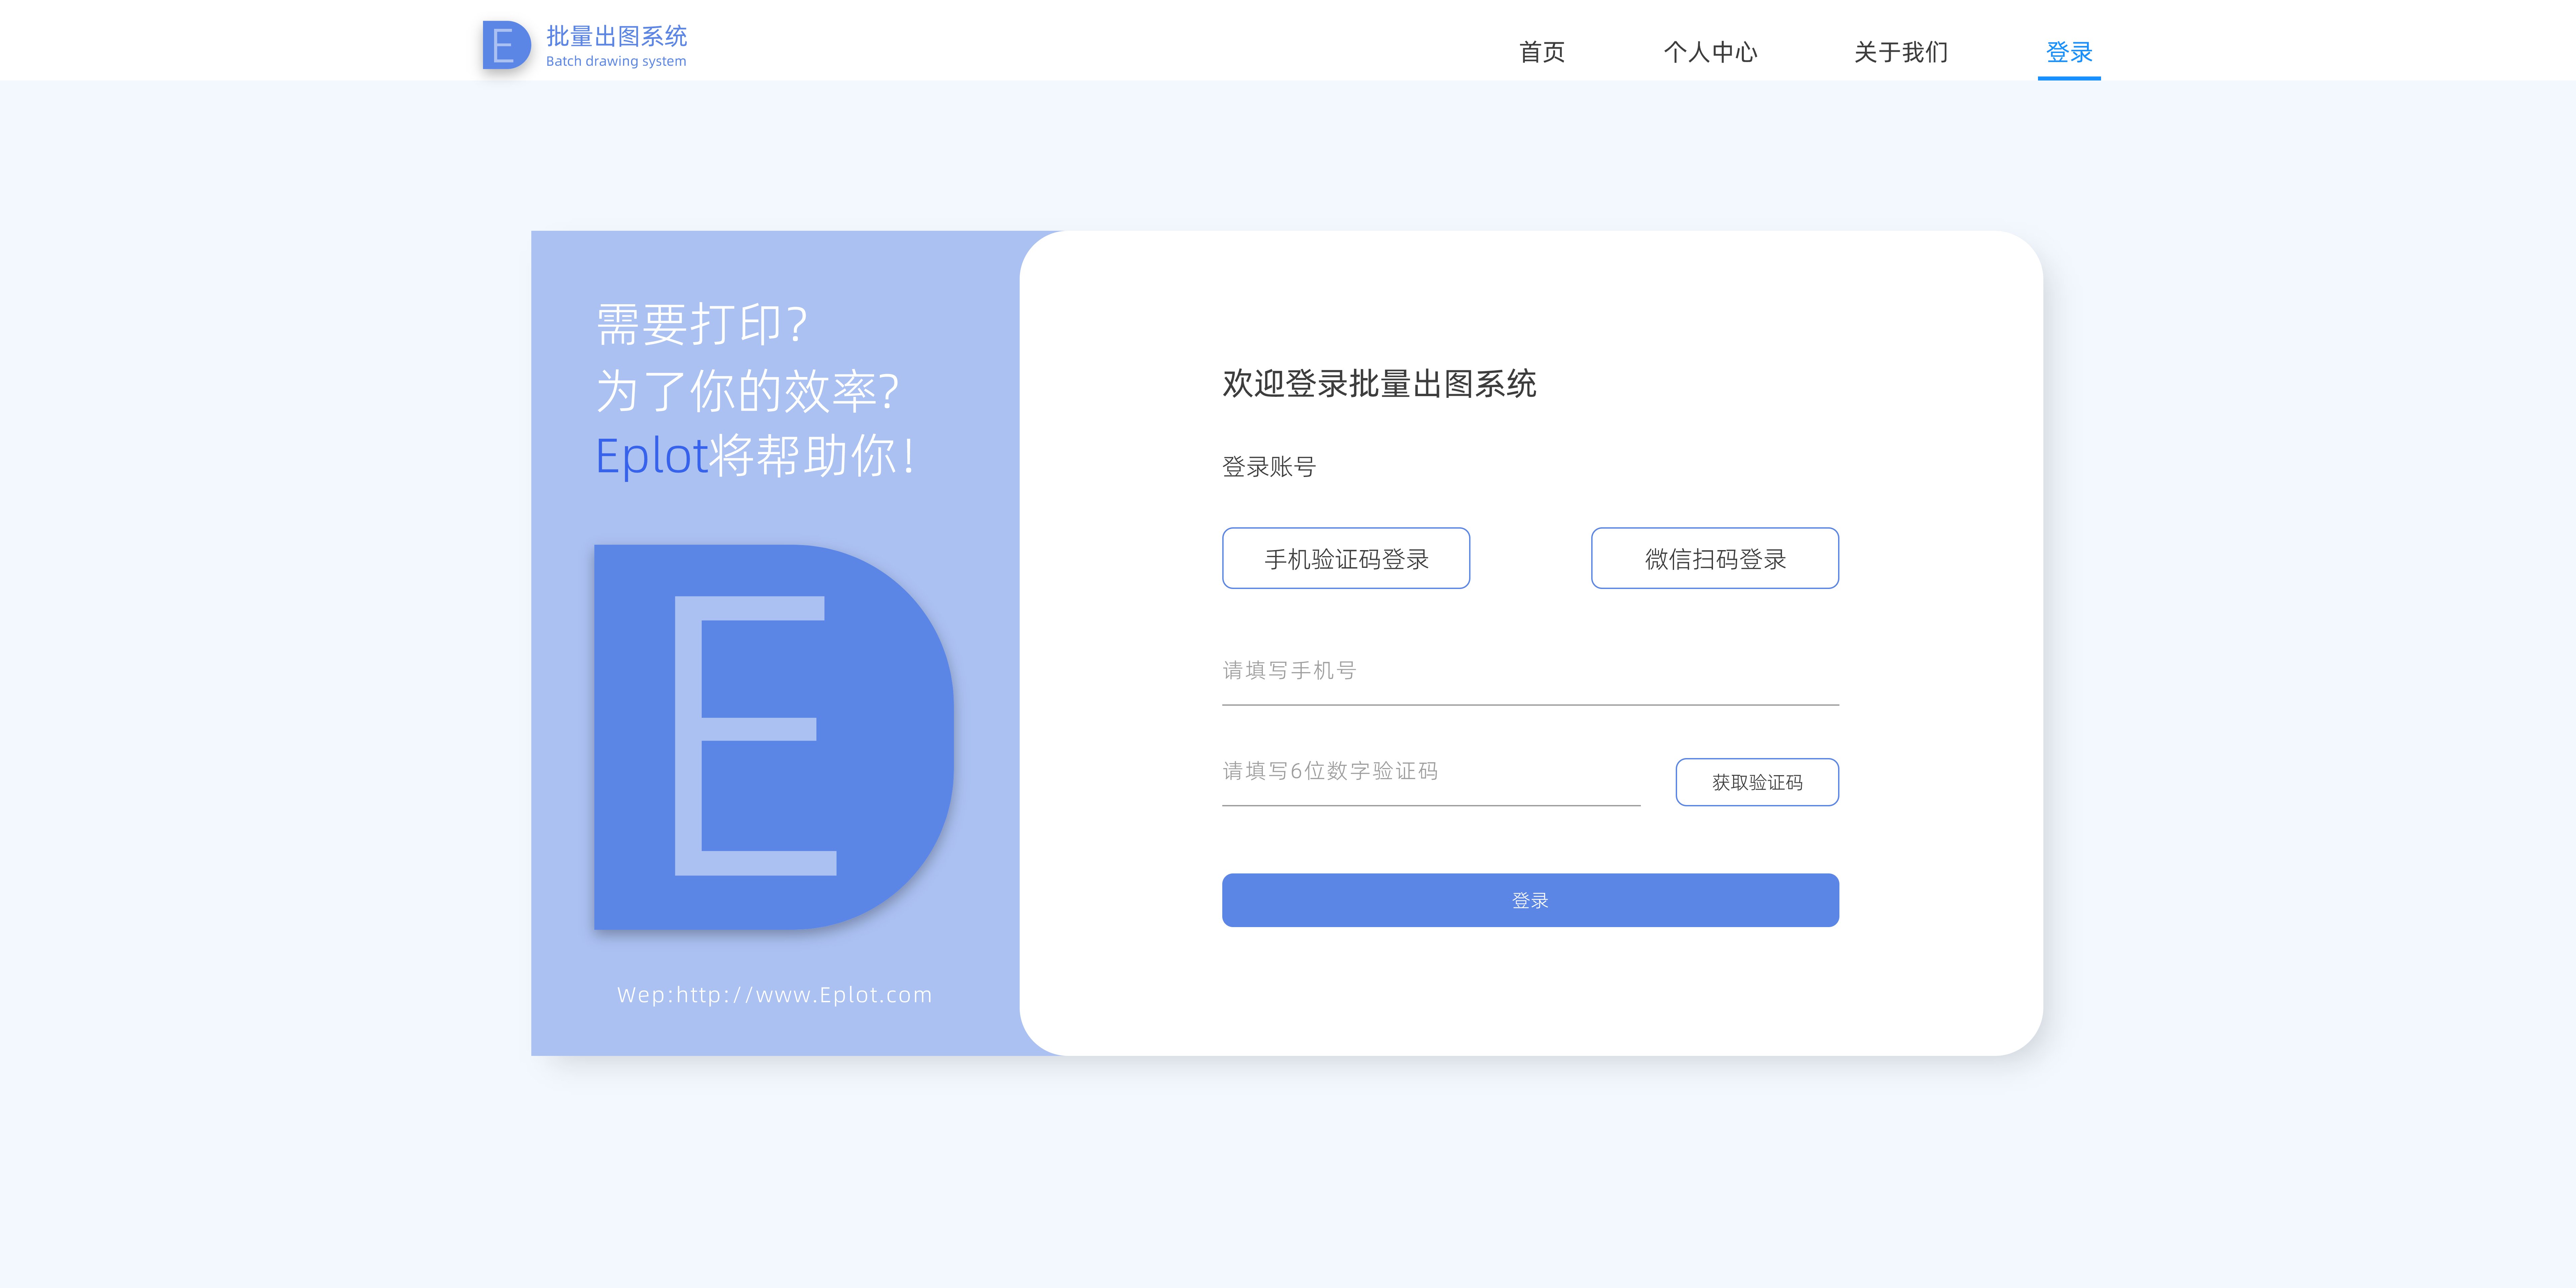 E
批量出图系统
Batch drawing system
首页
个人中心
关于我们
登录
需要打印?
为了你的效率?
Eplot将帮助你!
E
Wep:http://www.Eplot.com
欢迎登录批量出图系统
登录账号
手机验证码登录
微信扫码登录
请填写手机号
请填写6位数字验证码
获取验证码
登录